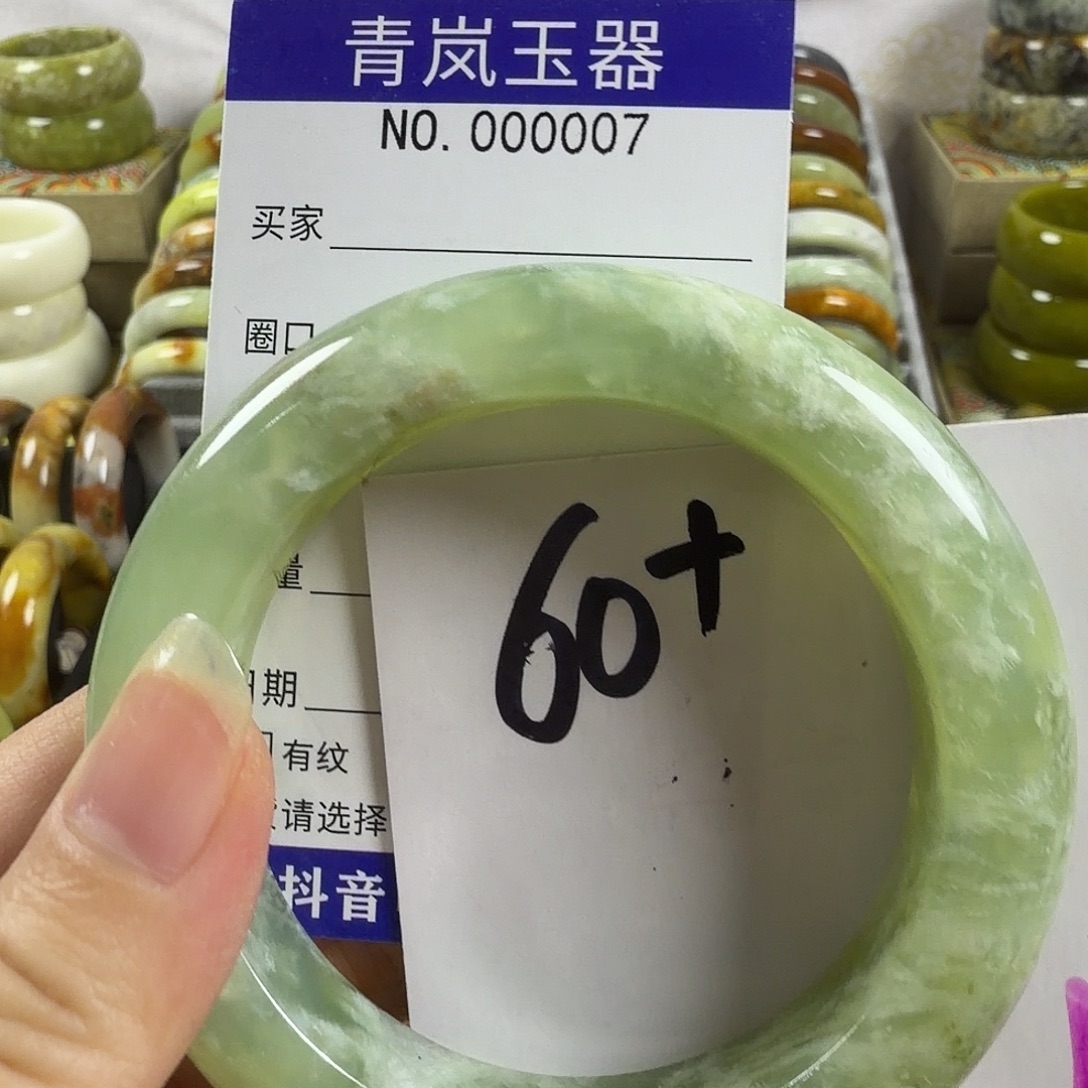 青岚玉器
NO. 000007
买家
圈口
量
期
有纹
请选择
抖音
60+